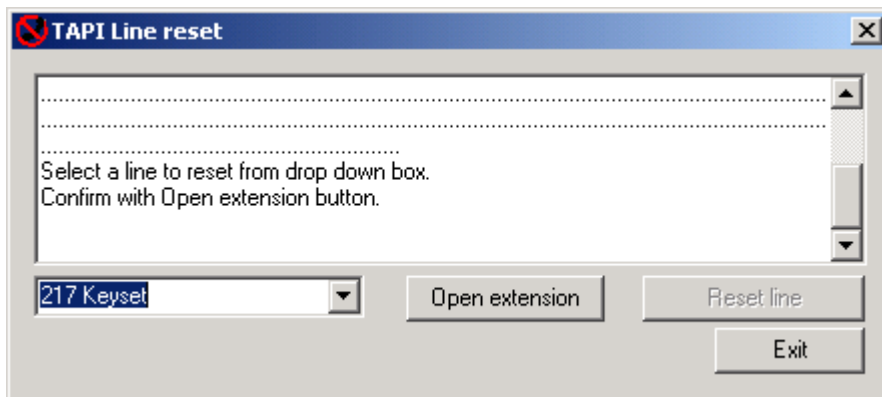 TAPI Line reset
........................................................................................................................................................
........................................................................................................................................................
.....................................................................
Select a line to reset from drop down box.
Confirm with Open extension button.
217 Keyset
Open extension
Reset line
Exit